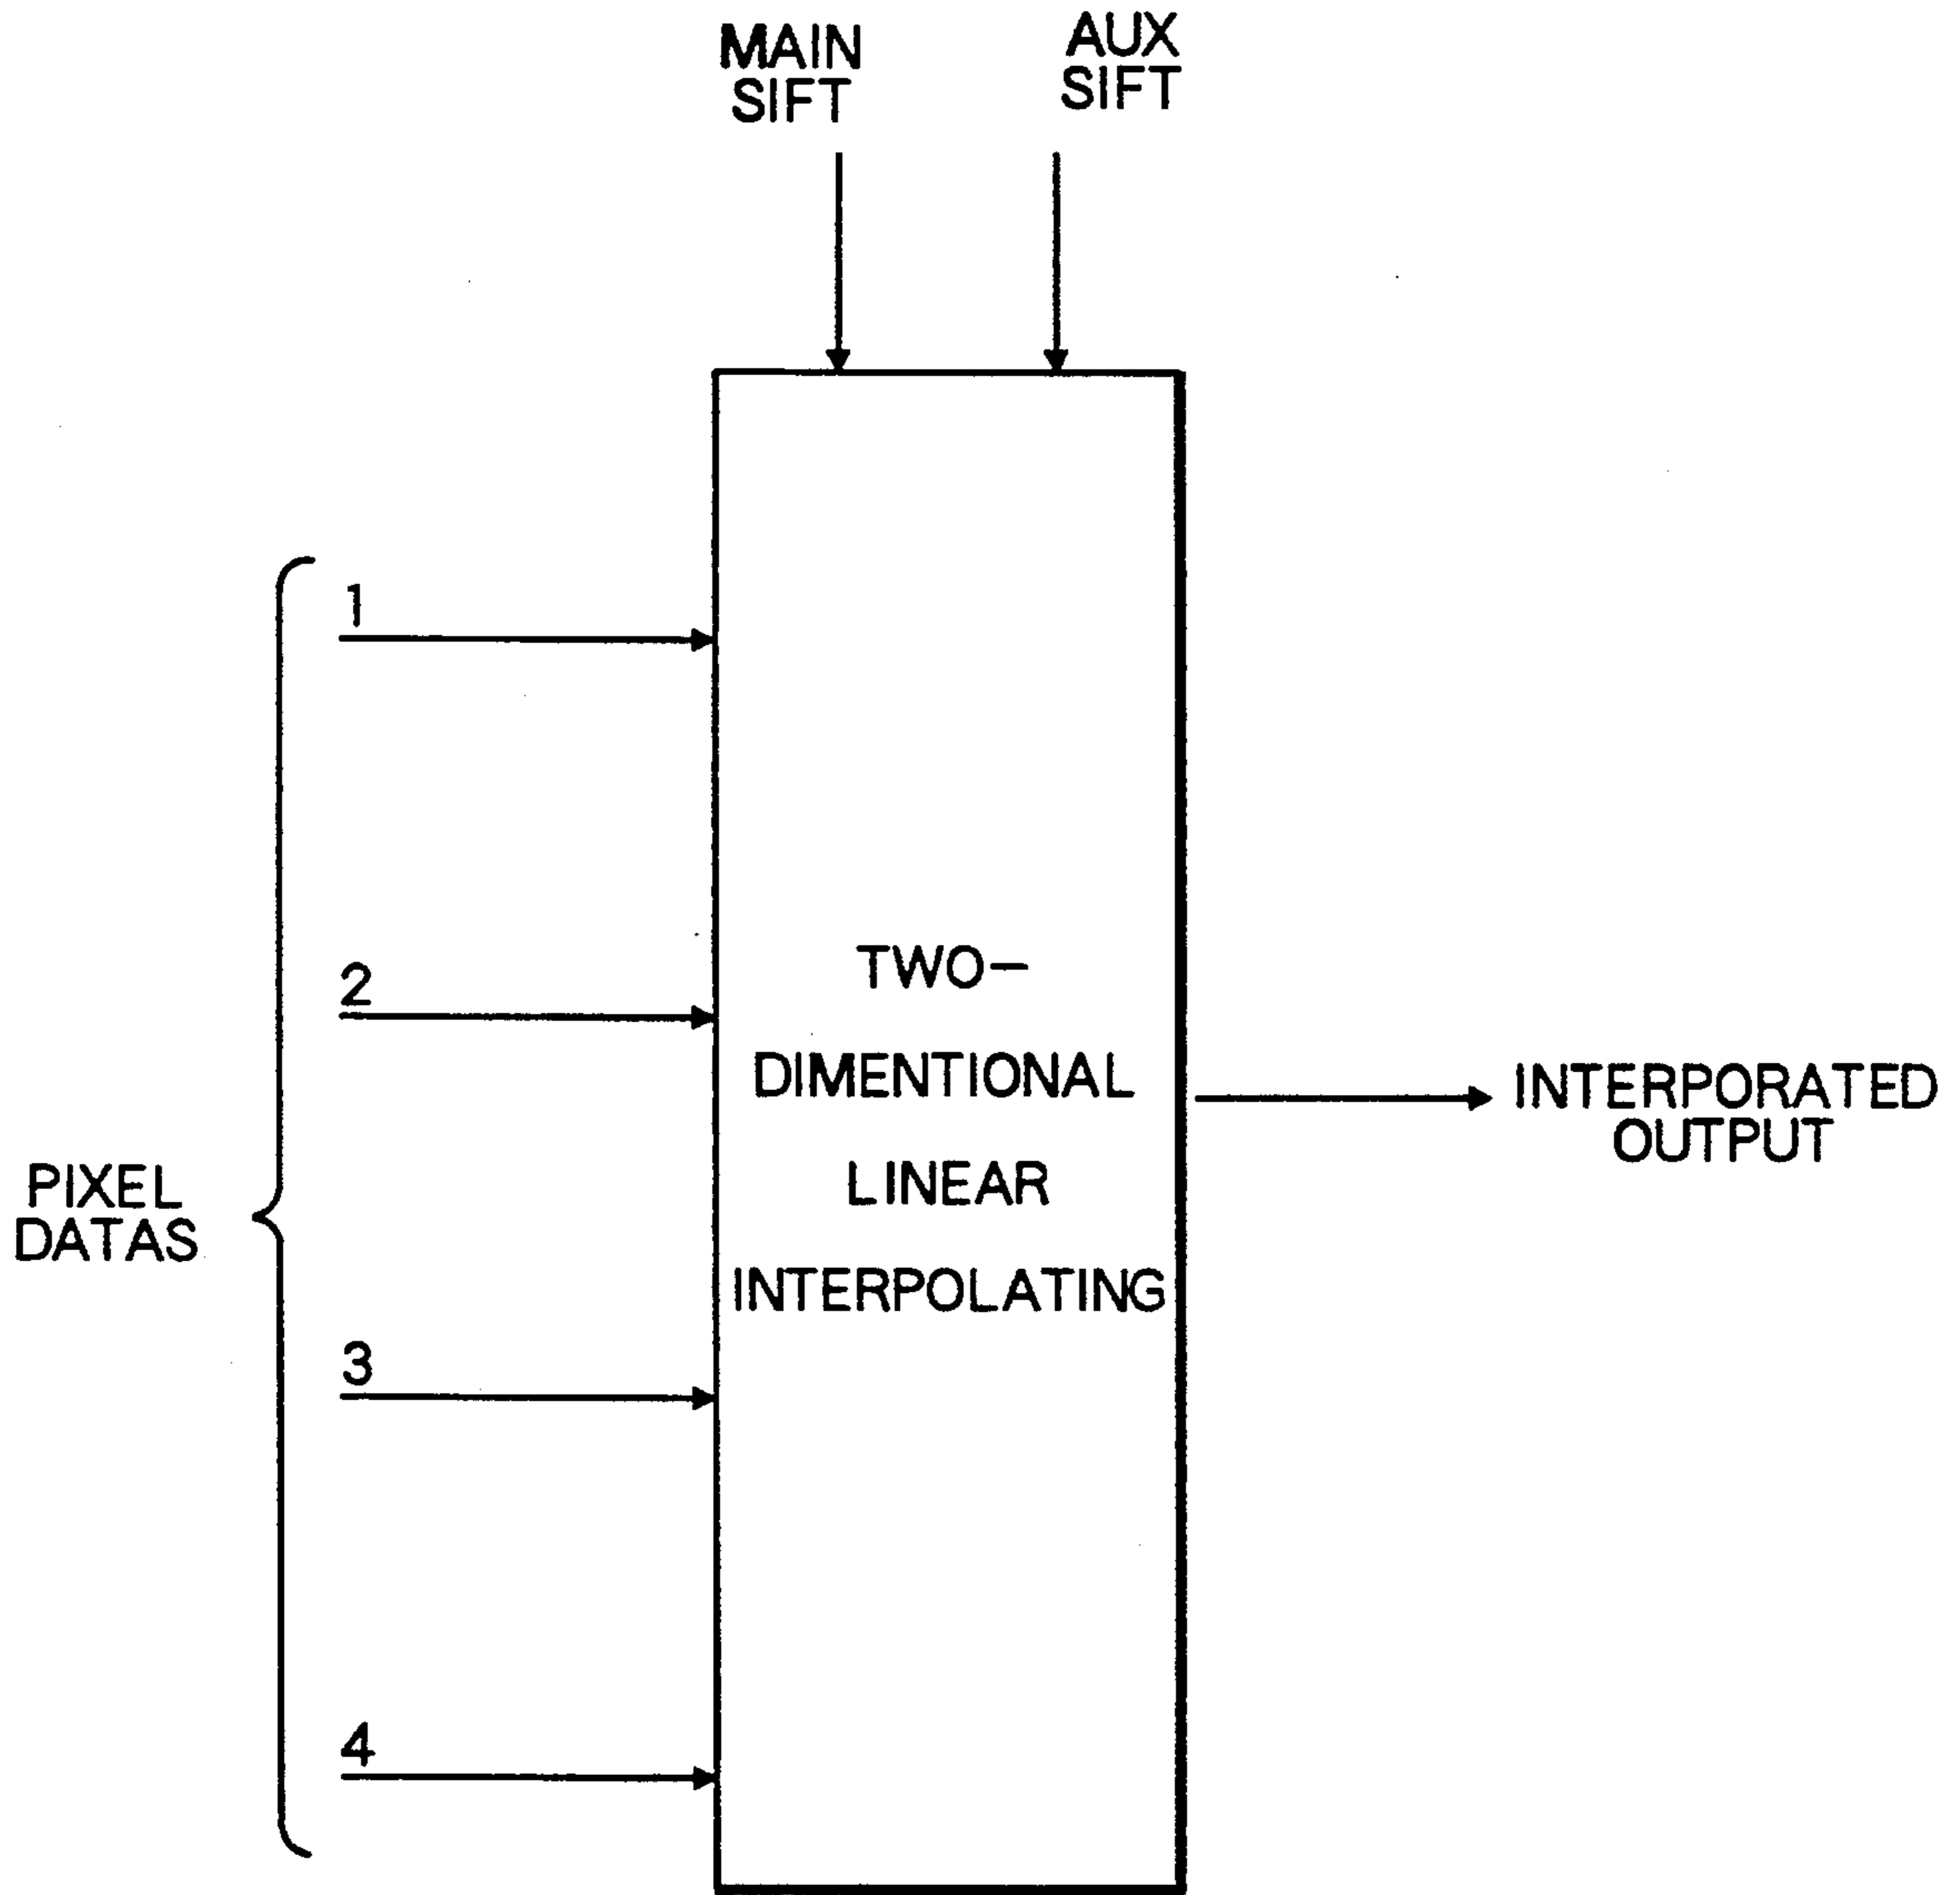 MAIN
SIFT
AUX
SIFT
1
2
3
4
PIXEL
DATAS
TWO-
DIMENTIONAL
LINEAR
INTERPOLATING
INTERPORATED
OUTPUT